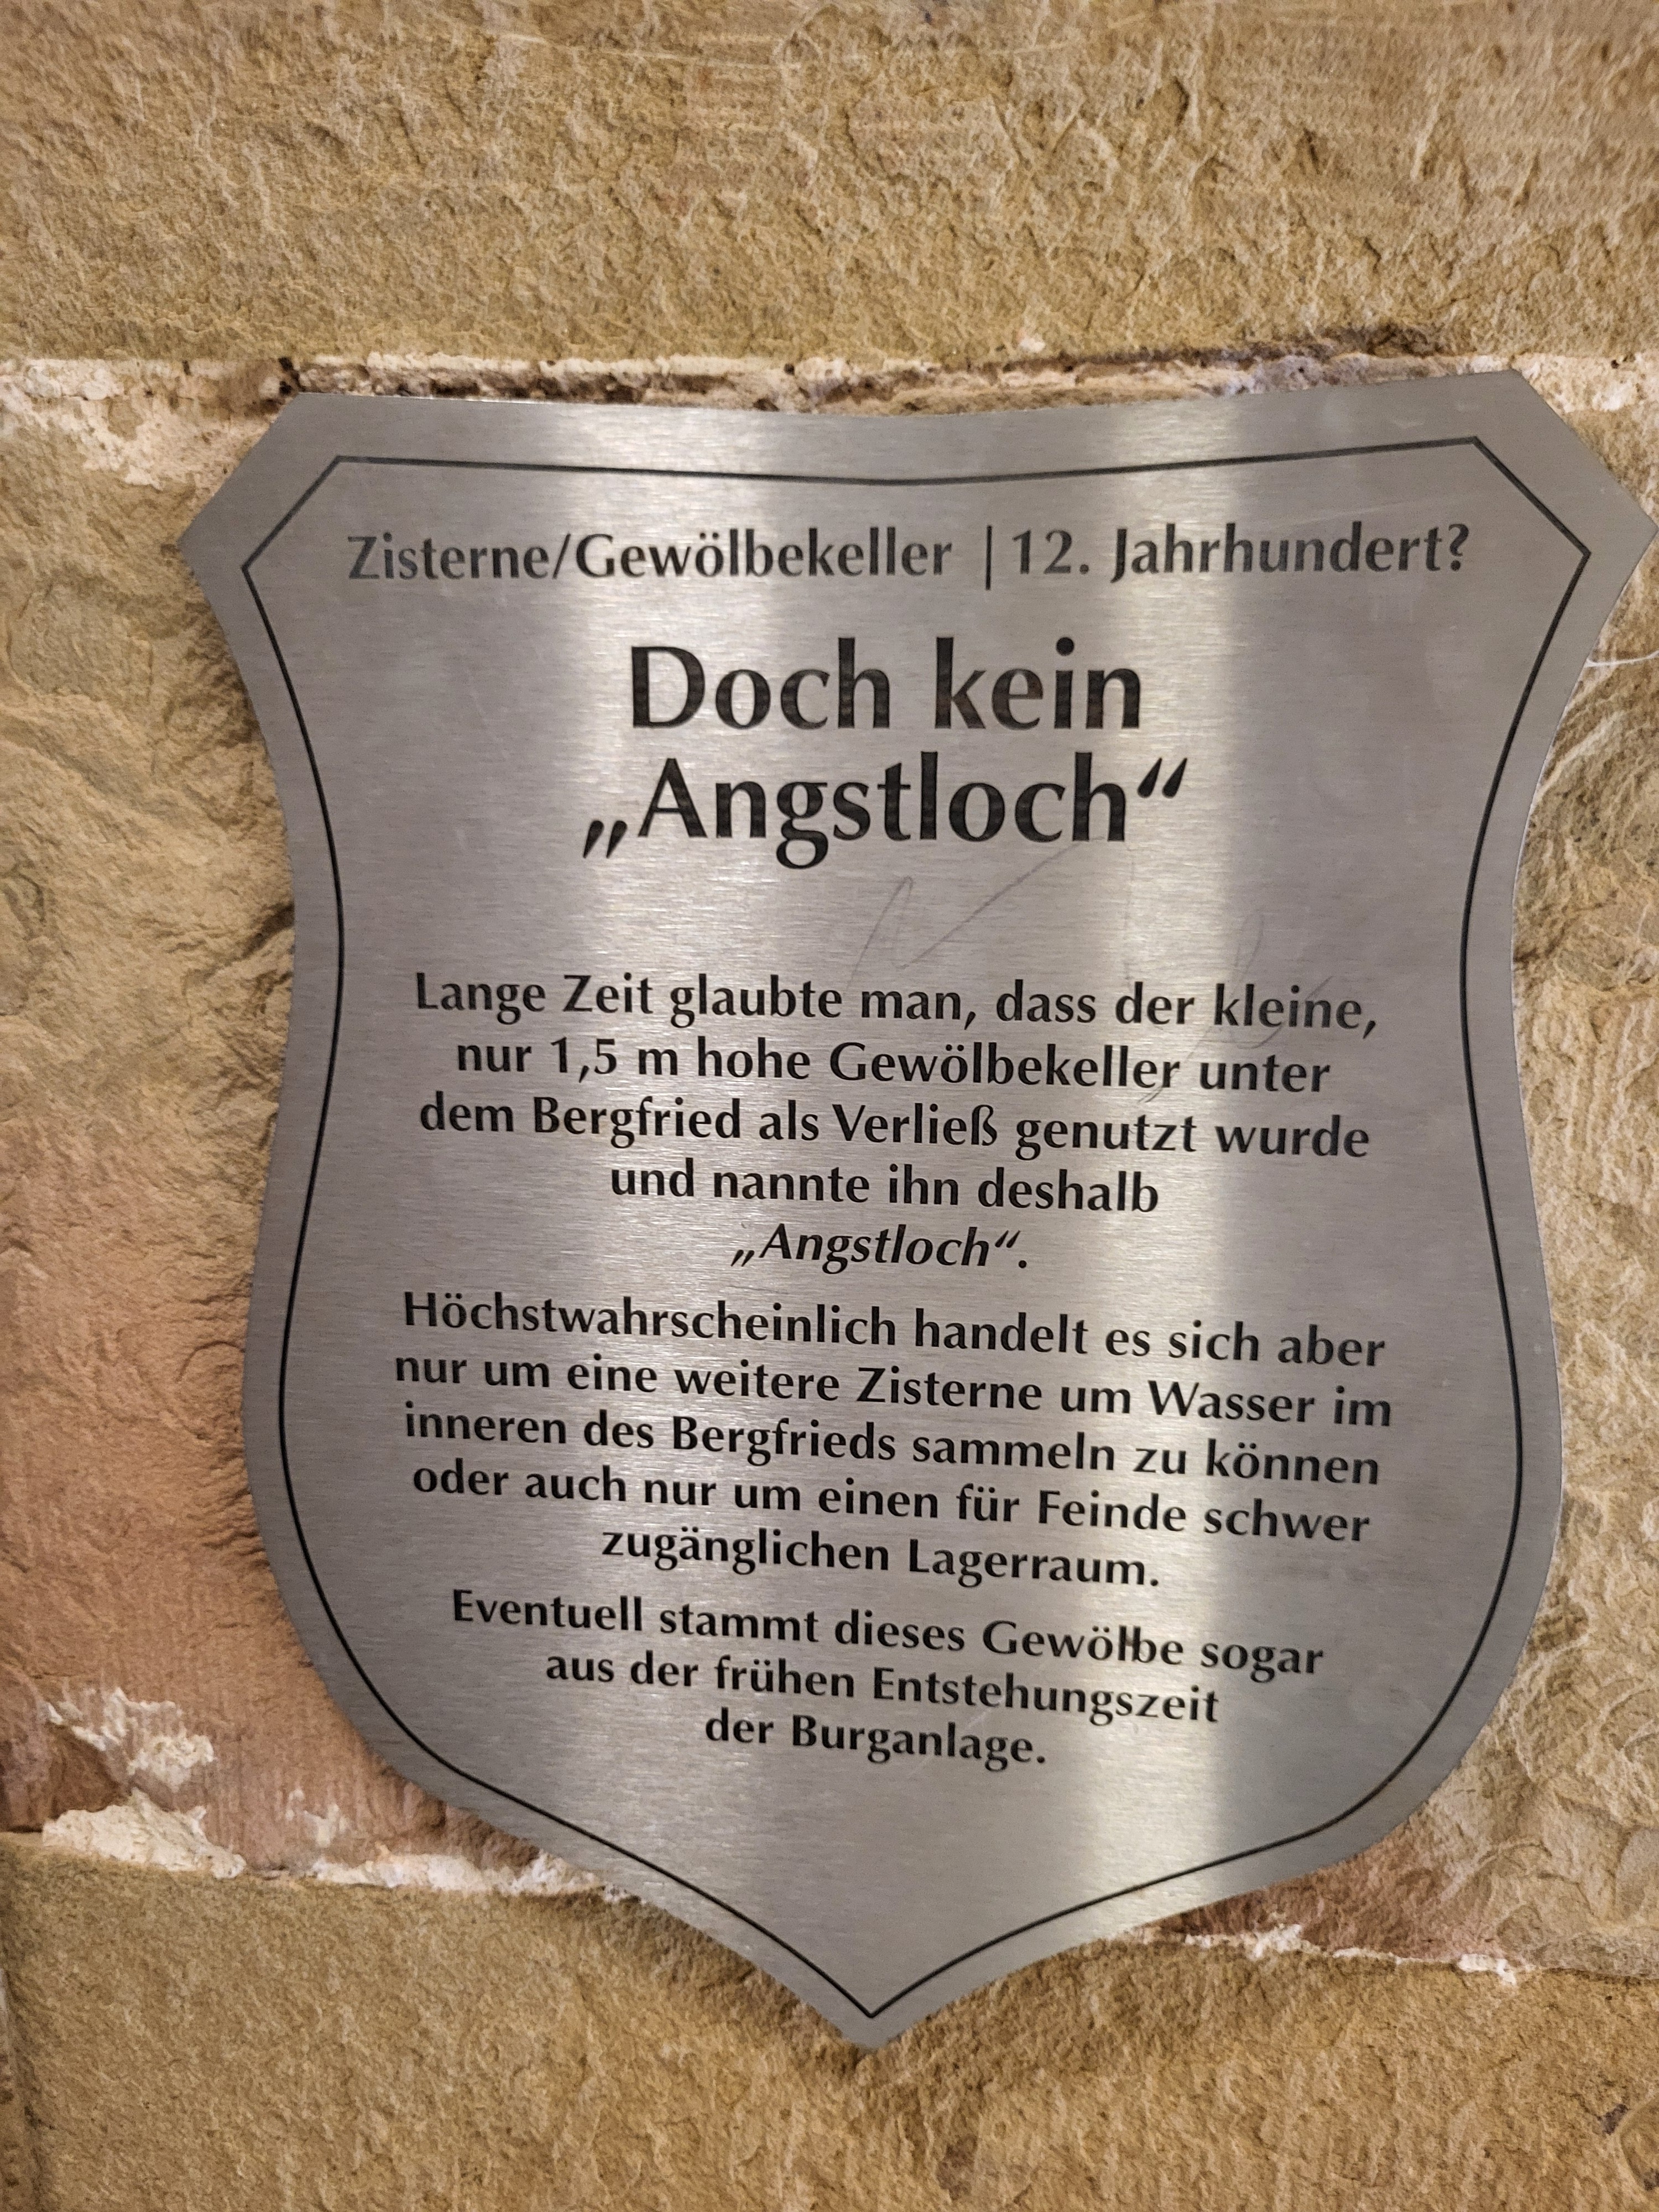 Zisterne/Gewölbekeller | 12. Jahrhundert?
Doch kein
„Angstloch“
Lange Zeit glaubte man, dass der kleine,
nur 1,5 m hohe Gewölbekeller unter
dem Bergfried als Verließ genutzt wurde
und nannte ihn deshalb
„Angstloch“.
Höchstwahrscheinlich handelt es sich aber
nur um eine weitere Zisterne um Wasser im
inneren des Bergfrieds sammeln zu können
oder auch nur um einen für Feinde schwer
zugänglichen Lagerraum.
Eventuell stammt dieses Gewölbe sogar
aus der frühen Entstehungszeit
der Burganlage.